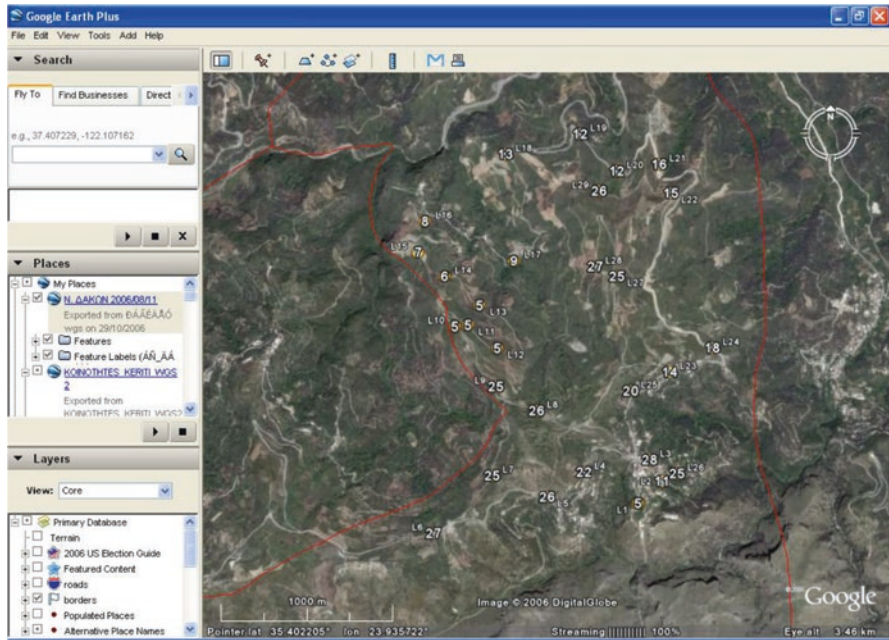 Google Earth Plus
File Edit View Tools Add Help
Search
Fly To Find Businesses Direct
e.g., 37.407229, -122.107162
Places
My Places
Ν. ΔΑΚΩΝ 2006/08/11
Exported from
wgs on 29/10/2006
Features
Feature Labels
KOINOTHTES_KERITI_WGS
2
Exported from
KOINOTHTES_KERITI_WGS2
Layers
View: Core
Primary Database
Terrain
2006 US Election Guide
Featured Content
roads
borders
Populated Places
Alternative Place Names
N
12 L19
13 L18
12 L20
16 L21
L29 26
15 L22
8 L16
L15 7
9 L17
6 L14
27 L28
25 L27
5 L13
L10 5
5 L11
5 L12
18 L24
14 L23
20 L25
L9 25
26 L8
28 L3
22 L4
25 L7
L2 11
25 L26
26 L5
L1 5
L6 27
1000 m
Image © 2006 DigitalGlobe
Google
Pointer lat 35.402205° lon 23.935722°
Streaming |||||||||| 100%
Eye alt 3.46 km